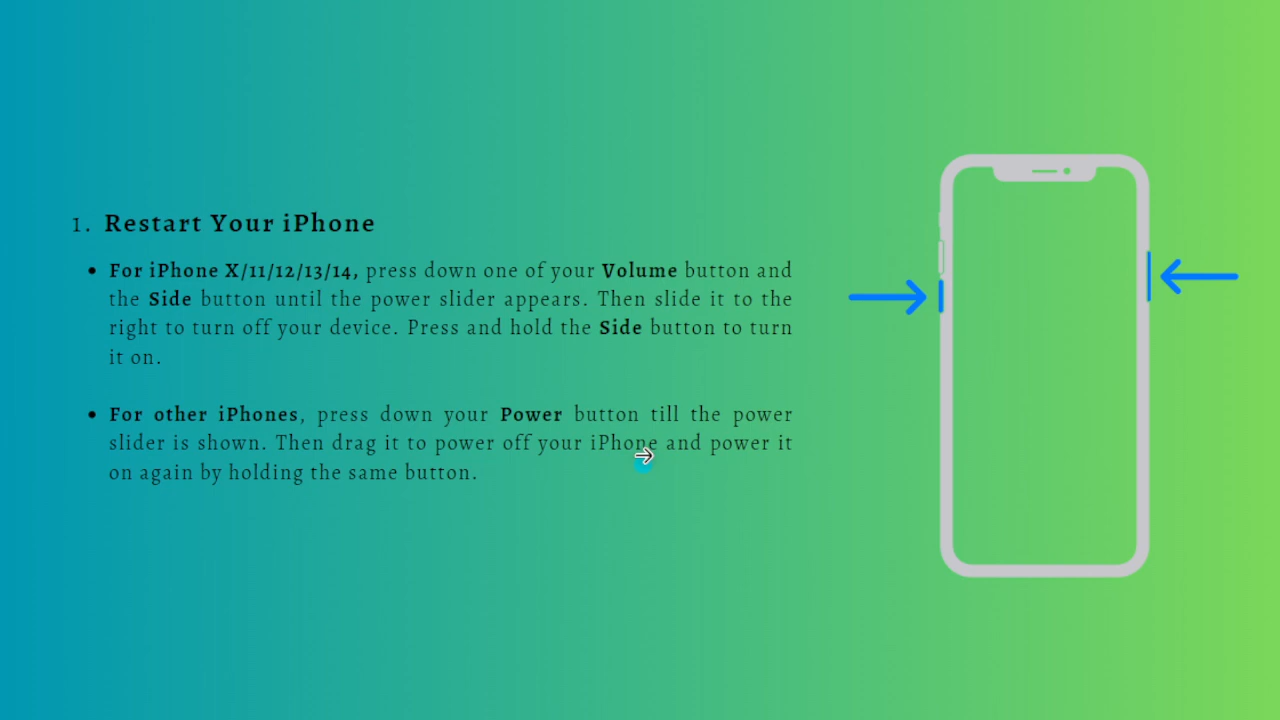 1. Restart Your iPhone
• For iPhone X/11/12/13/14, press down one of your Volume button and
the Side button until the power slider appears. Then slide it to the
right to turn off your device. Press and hold the Side button to turn
it on.
• For other iPhones, press down your Power button till the power
slider is shown. Then drag it to power off your iPhone and power it
on again by holding the same button.